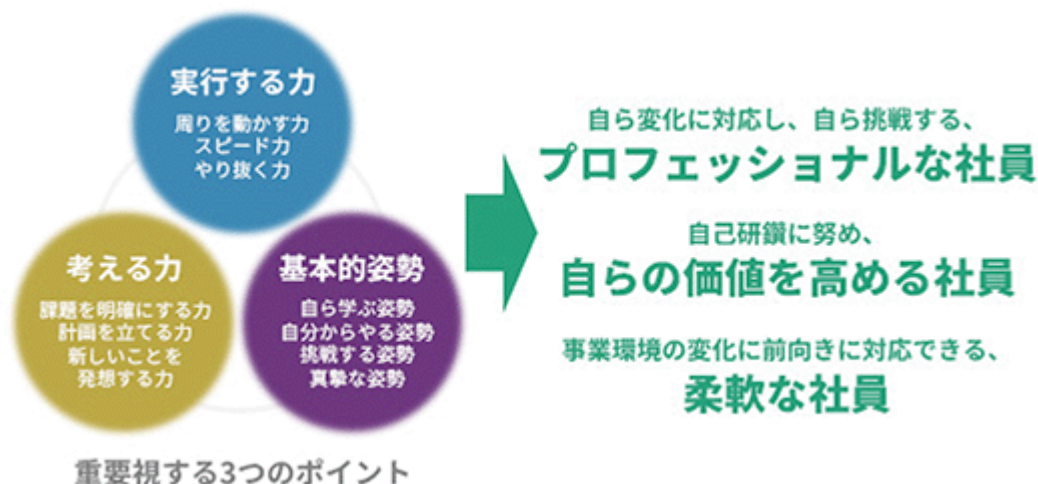 実行する力
周りを動かす力
スピード力
やり抜く力
考える力
課題を明確にする力
計画を立てる力
新しいことを
発想する力
基本的姿勢
自ら学ぶ姿勢
自分からやる姿勢
挑戦する姿勢
真摯な姿勢
重要視する3つのポイント
自ら変化に対応し、自ら挑戦する、
プロフェッショナルな社員
自己研鑽に努め、
自らの価値を高める社員
事業環境の変化に前向きに対応できる、
柔軟な社員